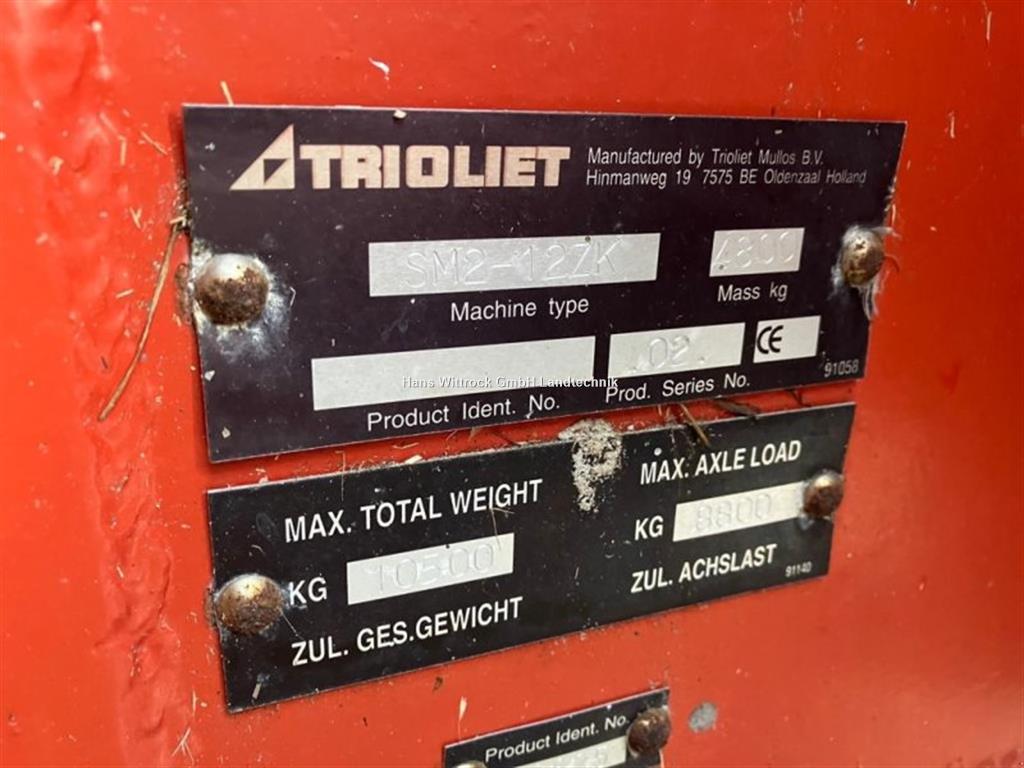 TRIOLIET
Manufactured by Trioliet Mullos B.V.
Hinmanweg 19 7575 BE Oldenzaal Holland
SM2-12ZK
4800
Machine type
Mass kg
02
CE
91058
Hans Wittrock GmbH Landtechnik
Product Ident. No.
Prod. Series No.
MAX. TOTAL WEIGHT
KG 10500
ZUL. GES.GEWICHT
MAX. AXLE LOAD
KG 8800
ZUL. ACHSLAST
91140
Product Ident. No.